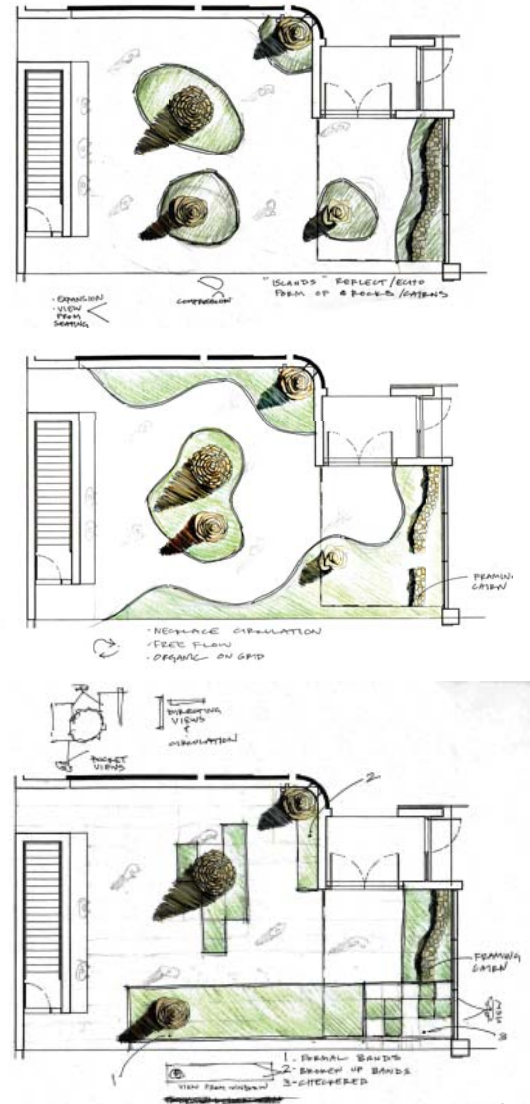 · EXPANSION
· VIEW
FROM
SEATING
COMPRESSION
"ISLANDS" REFLECT/ECHO
FORM OF ROCKS/CAIRNS
FRAMING
CAIRN
· NECKLACE CIRCULATION
· FREE FLOW
· ORGANIC ON GRID
DIRECTING
VIEWS
&
CIRCULATION
POCKET
VIEWS
2
FRAMING
CAIRN
VIEW
3
1
1. FORMAL BANDS
2- BROKEN UP BANDS
3-CHECKERED
VIEW FROM WINDOW